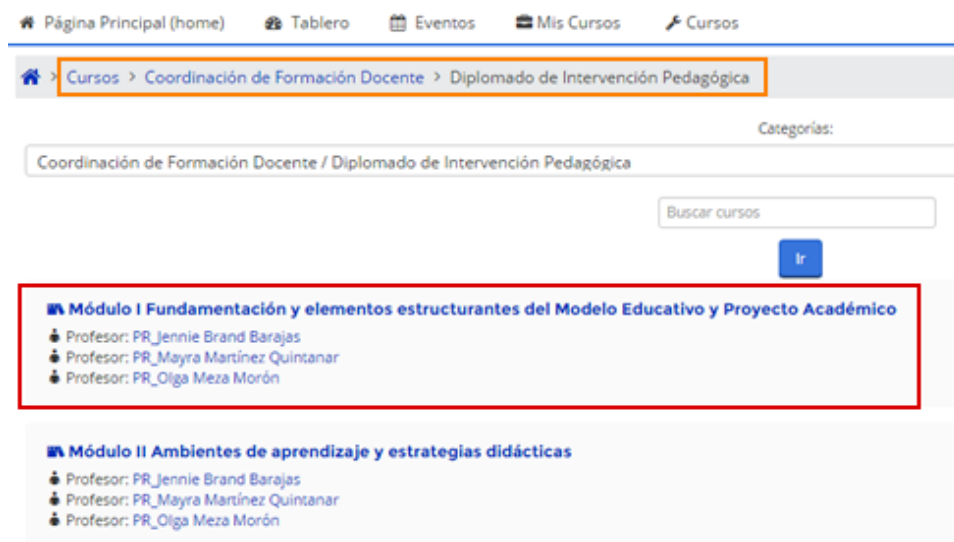 Página Principal (home) Tablero Eventos Mis Cursos Cursos
> Cursos > Coordinación de Formación Docente > Diplomado de Intervención Pedagógica
Categorías:
Coordinación de Formación Docente / Diplomado de Intervención Pedagógica
Buscar cursos
Ir
Módulo I Fundamentación y elementos estructurantes del Modelo Educativo y Proyecto Académico
Profesor: PR_Jennie Brand Barajas
Profesor: PR_Mayra Martínez Quintanar
Profesor: PR_Olga Meza Morón
Módulo II Ambientes de aprendizaje y estrategias didácticas
Profesor: PR_Jennie Brand Barajas
Profesor: PR_Mayra Martínez Quintanar
Profesor: PR_Olga Meza Morón